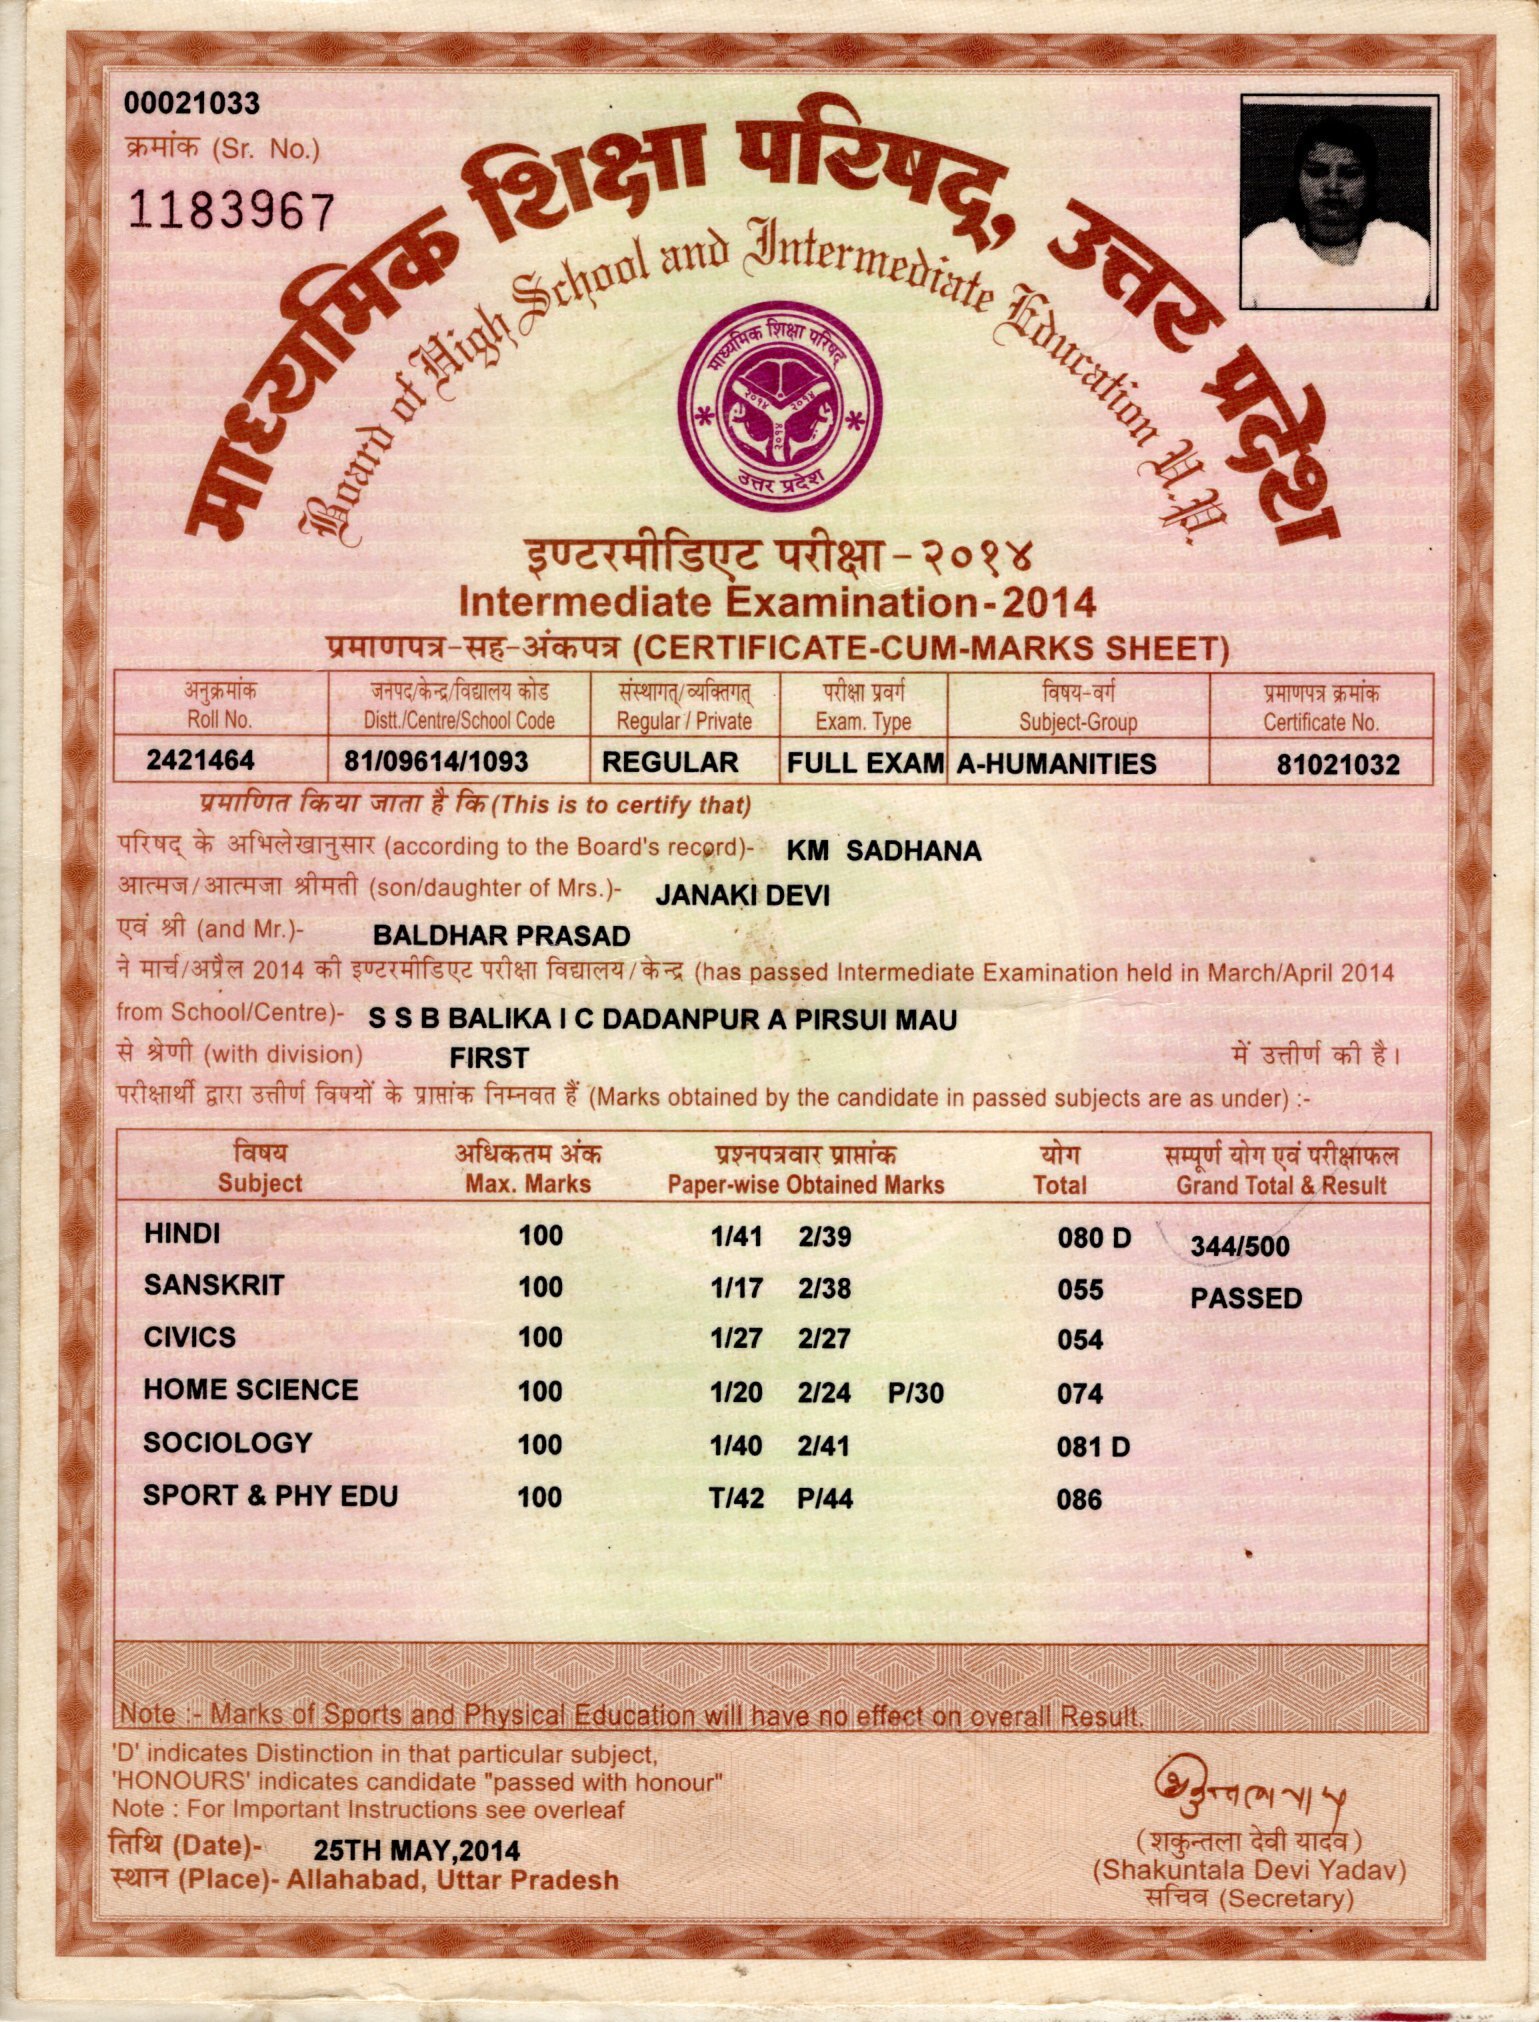 00021033
क्रमांक (Sr. No.)
1183967
माध्यमिक शिक्षा परिषद्, उत्तर प्रदेश
Board of High School and Intermediate Education U.P.
माध्यमिक शिक्षा परिषद्
२०१४ २०१४
२०१४
उत्तर प्रदेश
इण्टरमीडिएट परीक्षा - २०१४
Intermediate Examination-2014
प्रमाणपत्र-सह-अंकपत्र (CERTIFICATE-CUM-MARKS SHEET)
अनुक्रमांक जनपद/केन्द्र/विद्यालय कोड संस्थागत्/व्यक्तिगत् परीक्षा प्रवर्ग विषय-वर्ग प्रमाणपत्र क्रमांक
Roll No. Distt./Centre/School Code Regular / Private Exam. Type Subject-Group Certificate No.
2421464 81/09614/1093 REGULAR FULL EXAM A-HUMANITIES 81021032
प्रमाणित किया जाता है कि (This is to certify that)
परिषद् के अभिलेखानुसार (according to the Board's record)- KM SADHANA
आत्मज/आत्मजा श्रीमती (son/daughter of Mrs.)- JANAKI DEVI
एवं श्री (and Mr.)- BALDHAR PRASAD
ने मार्च/अप्रैल 2014 की इण्टरमीडिएट परीक्षा विद्यालय/केन्द्र (has passed Intermediate Examination held in March/April 2014
from School/Centre)- S S B BALIKA I C DADANPUR A PIRSUI MAU
से श्रेणी (with division) FIRST में उत्तीर्ण की है।
परीक्षार्थी द्वारा उत्तीर्ण विषयों के प्राप्तांक निम्नवत हैं (Marks obtained by the candidate in passed subjects are as under) :-
विषय अधिकतम अंक प्रश्नपत्रवार प्राप्तांक योग सम्पूर्ण योग एवं परीक्षाफल
Subject Max. Marks Paper-wise Obtained Marks Total Grand Total & Result
HINDI 100 1/41 2/39 080 D 344/500
SANSKRIT 100 1/17 2/38 055 PASSED
CIVICS 100 1/27 2/27 054
HOME SCIENCE 100 1/20 2/24 P/30 074
SOCIOLOGY 100 1/40 2/41 081 D
SPORT & PHY EDU 100 T/42 P/44 086
Note :- Marks of Sports and Physical Education will have no effect on overall Result.
'D' indicates Distinction in that particular subject,
'HONOURS' indicates candidate "passed with honour"
Note : For Important Instructions see overleaf
तिथि (Date)- 25TH MAY,2014
स्थान (Place)- Allahabad, Uttar Pradesh
(शकुन्तला देवी यादव)
(Shakuntala Devi Yadav)
सचिव (Secretary)